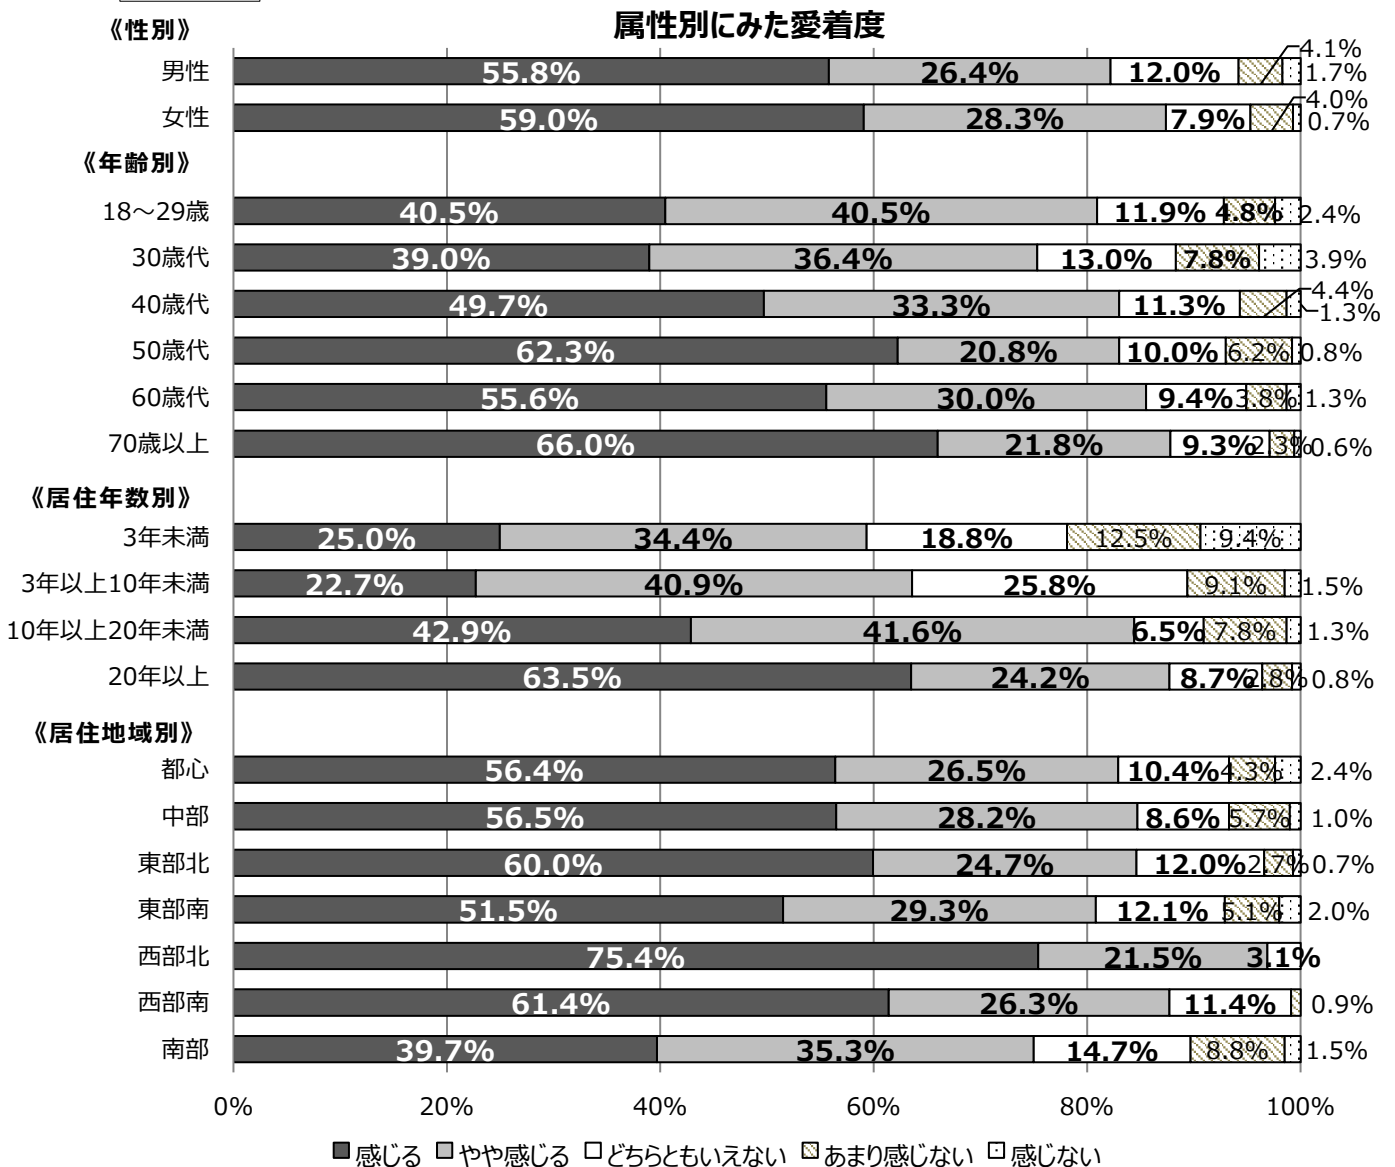 属性別にみた愛着度
《性別》
男性 55.8% 26.4% 12.0% 4.1% 1.7%
女性 59.0% 28.3% 7.9% 4.0% 0.7%
《年齢別》
18～29歳 40.5% 40.5% 11.9% 4.8% 2.4%
30歳代 39.0% 36.4% 13.0% 7.8% 3.9%
40歳代 49.7% 33.3% 11.3% 4.4% 1.3%
50歳代 62.3% 20.8% 10.0% 6.2% 0.8%
60歳代 55.6% 30.0% 9.4% 3.8% 1.3%
70歳以上 66.0% 21.8% 9.3% 2.3% 0.6%
《居住年数別》
3年未満 25.0% 34.4% 18.8% 12.5% 9.4%
3年以上10年未満 22.7% 40.9% 25.8% 9.1% 1.5%
10年以上20年未満 42.9% 41.6% 6.5% 7.8% 1.3%
20年以上 63.5% 24.2% 8.7% 2.8% 0.8%
《居住地域別》
都心 56.4% 26.5% 10.4% 4.3% 2.4%
中部 56.5% 28.2% 8.6% 5.7% 1.0%
東部北 60.0% 24.7% 12.0% 2.7% 0.7%
東部南 51.5% 29.3% 12.1% 5.1% 2.0%
西部北 75.4% 21.5% 3.1%
西部南 61.4% 26.3% 11.4% 0.9%
南部 39.7% 35.3% 14.7% 8.8% 1.5%
0% 20% 40% 60% 80% 100%
感じる やや感じる どちらともいえない あまり感じない 感じない